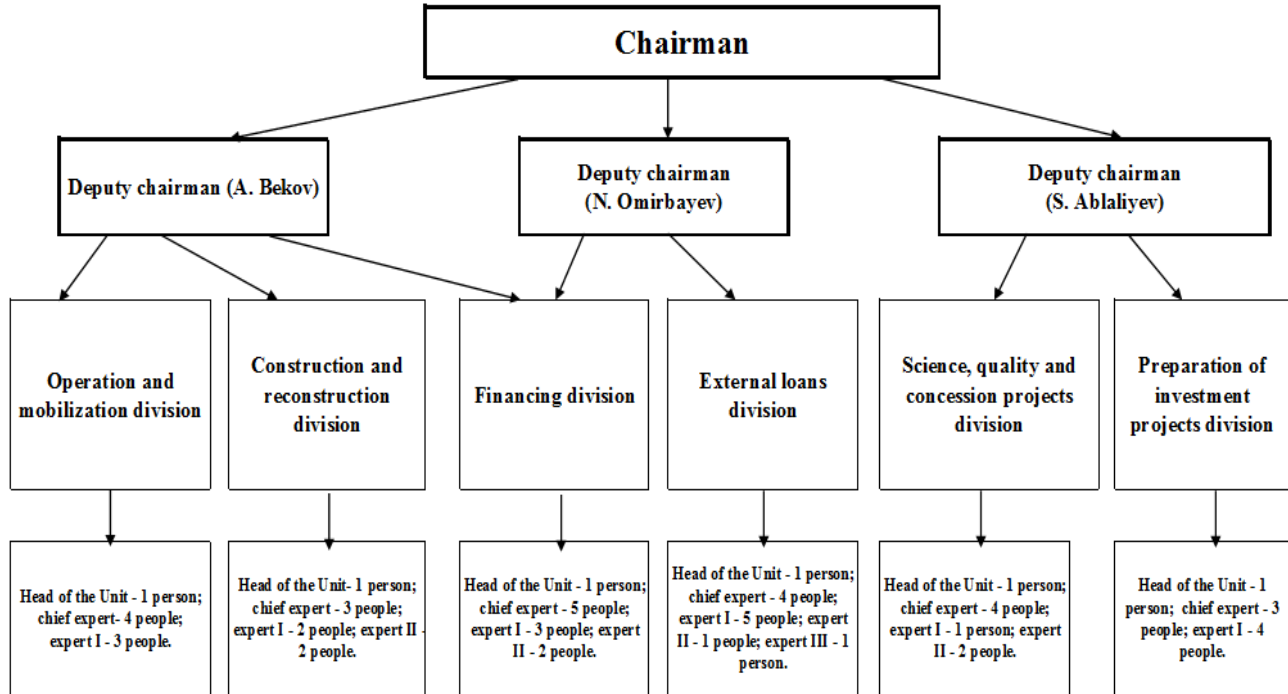 Chairman
Deputy chairman (A. Bekov)
Deputy chairman
(N. Omirbayev)
Deputy chairman
(S. Ablaliyev)
Operation and
mobilization division
Construction and
reconstruction
division
Financing division
External loans
division
Science, quality and
concession projects
division
Preparation of
investment
projects division
Head of the Unit - 1 person;
chief expert- 4 people;
expert I - 3 people.
Head of the Unit- 1 person;
chief expert - 3 people;
expert I - 2 people; expert II -
2 people.
Head of the Unit - 1 person;
chief expert - 5 people;
expert I - 3 people; expert
II - 2 people.
Head of the Unit - 1 person;
chief expert - 4 people;
expert I - 5 people; expert
II - 1 people; expert III - 1
person.
Head of the Unit - 1 person;
chief expert - 4 people;
expert I - 1 person; expert
II - 2 people.
Head of the Unit - 1
person; chief expert - 3
people; expert I - 4
people.